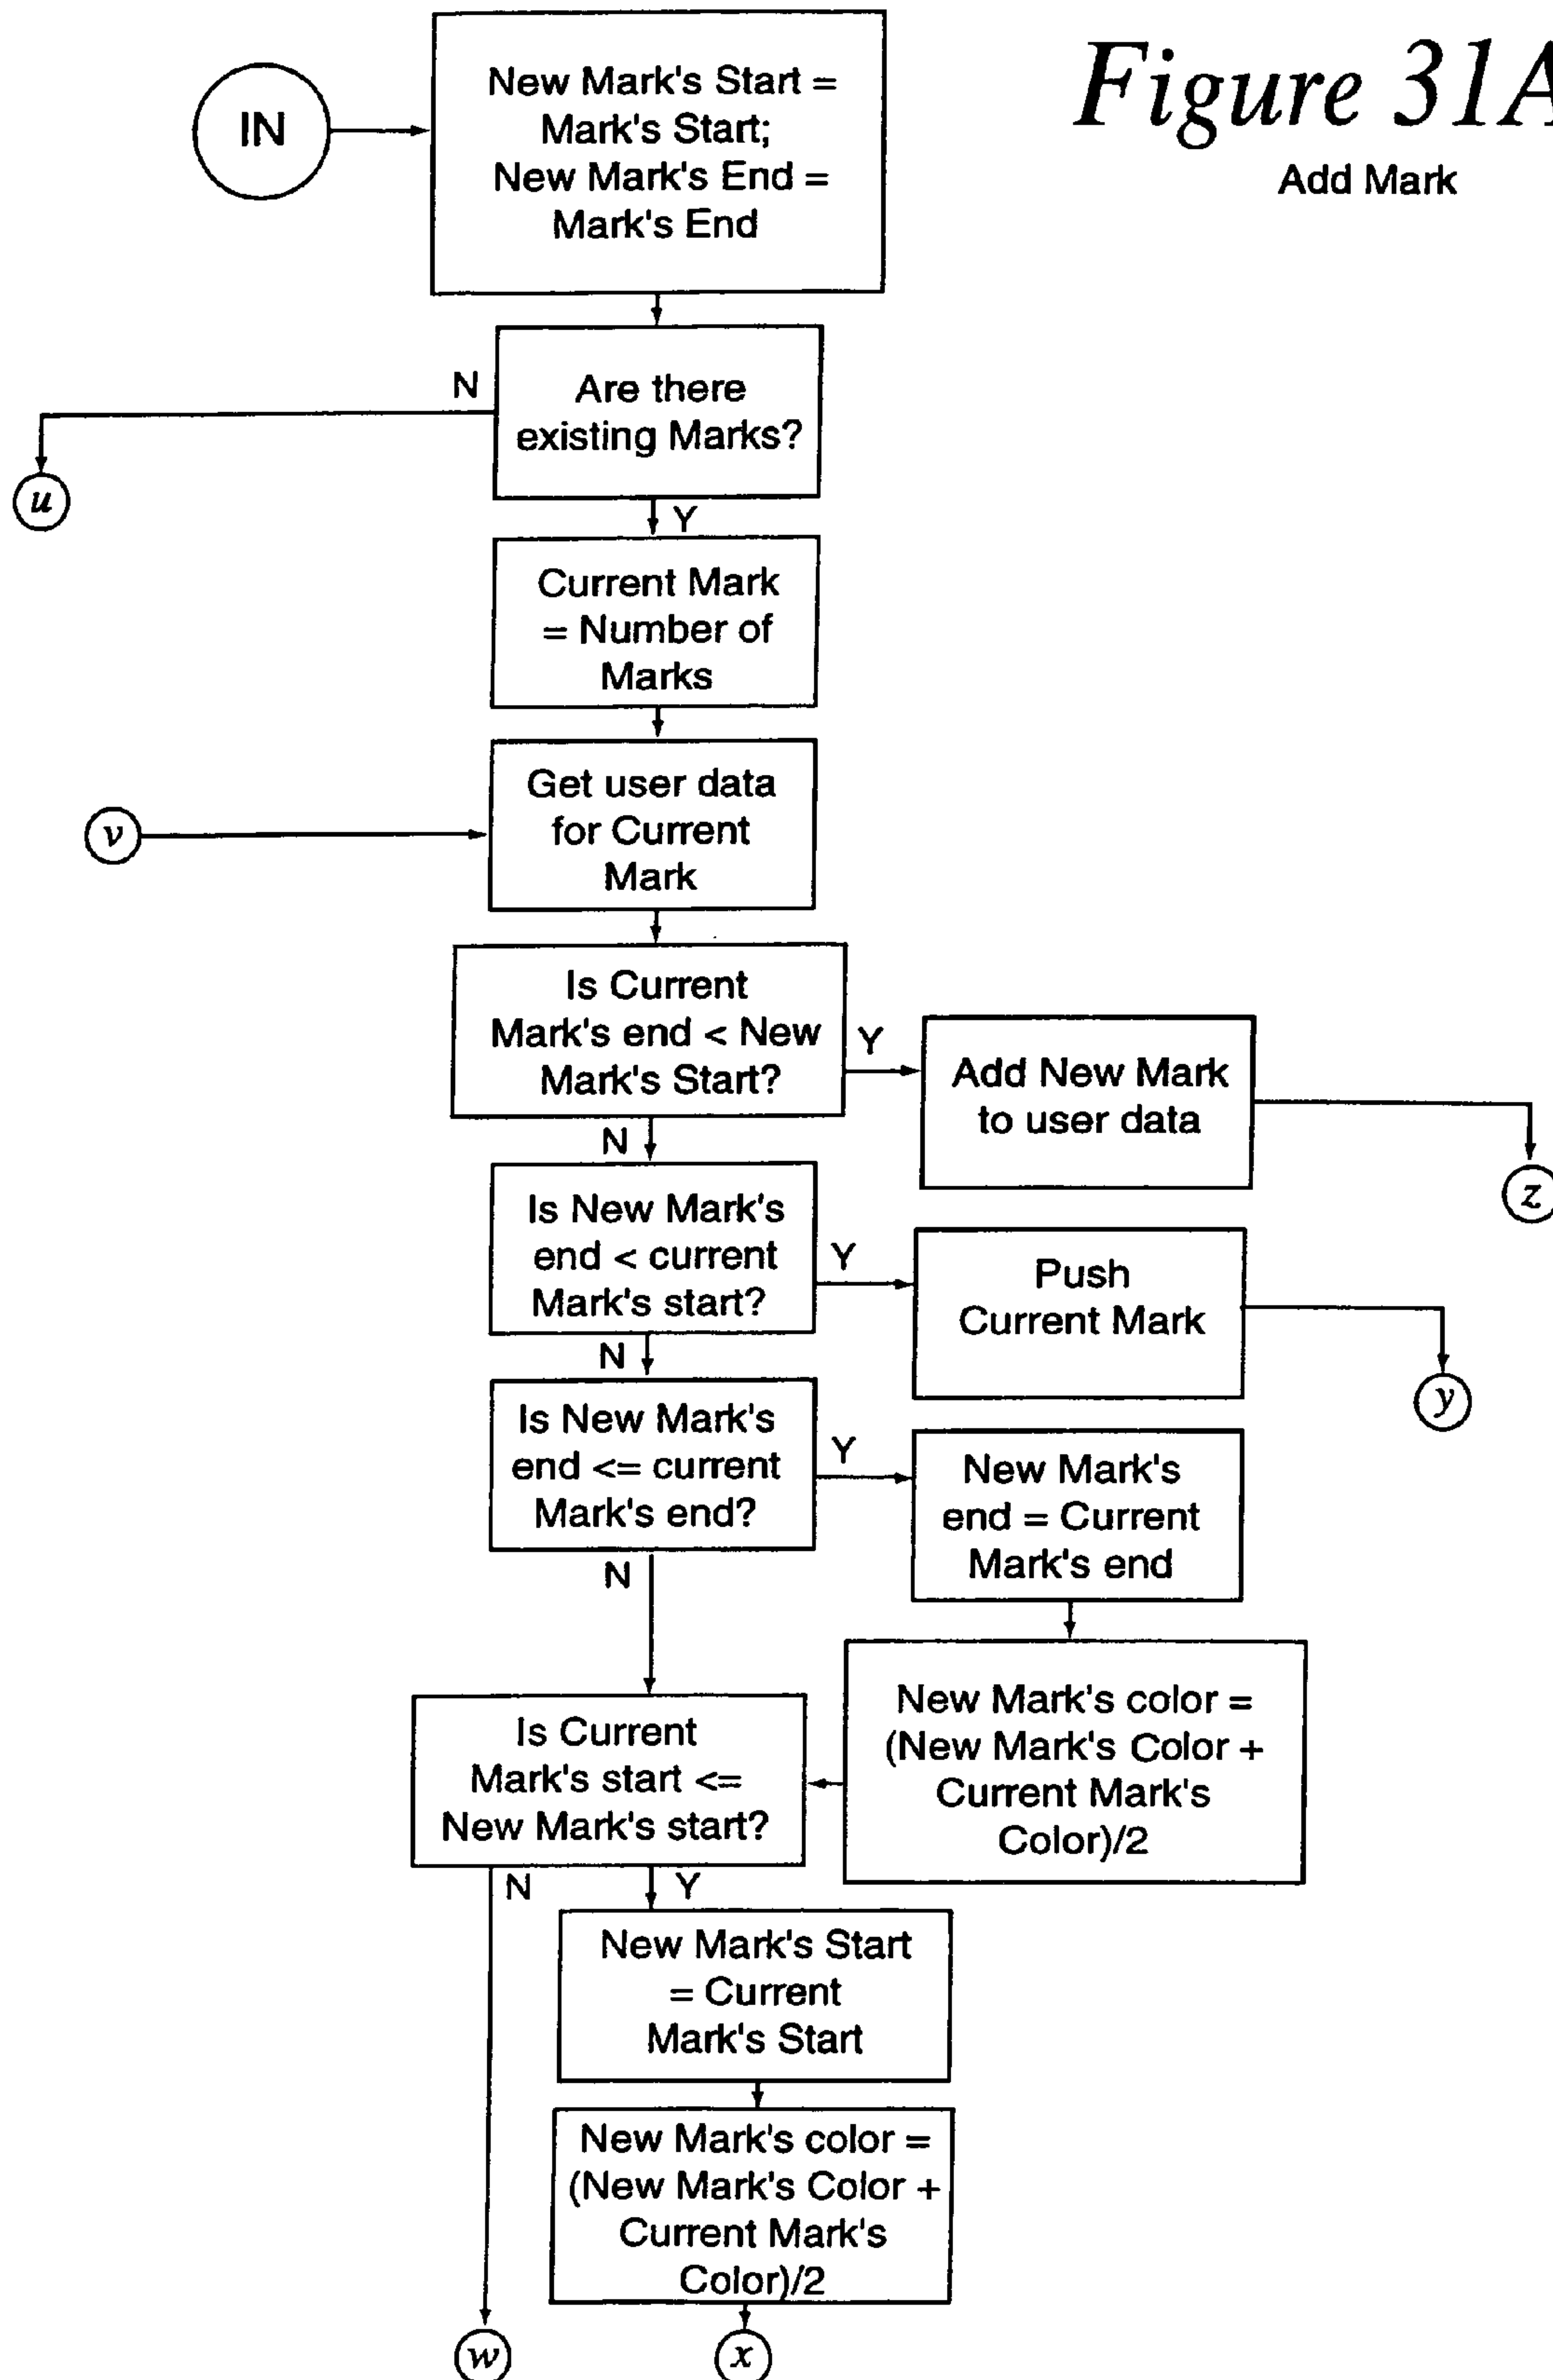 Figure 31A
Add Mark
IN
New Mark's Start =
Mark's Start;
New Mark's End =
Mark's End
Are there
existing Marks?
N
u
Y
Current Mark
= Number of
Marks
v
Get user data
for Current
Mark
Is Current
Mark's end < New
Mark's Start?
Y
Add New Mark
to user data
z
N
Is New Mark's
end < current
Mark's start?
Y
Push
Current Mark
y
N
Is New Mark's
end <= current
Mark's end?
Y
New Mark's
end = Current
Mark's end
N
New Mark's color =
(New Mark's Color +
Current Mark's
Color)/2
Is Current
Mark's start <=
New Mark's start?
N
Y
New Mark's Start
= Current
Mark's Start
New Mark's color =
(New Mark's Color +
Current Mark's
Color)/2
w
x